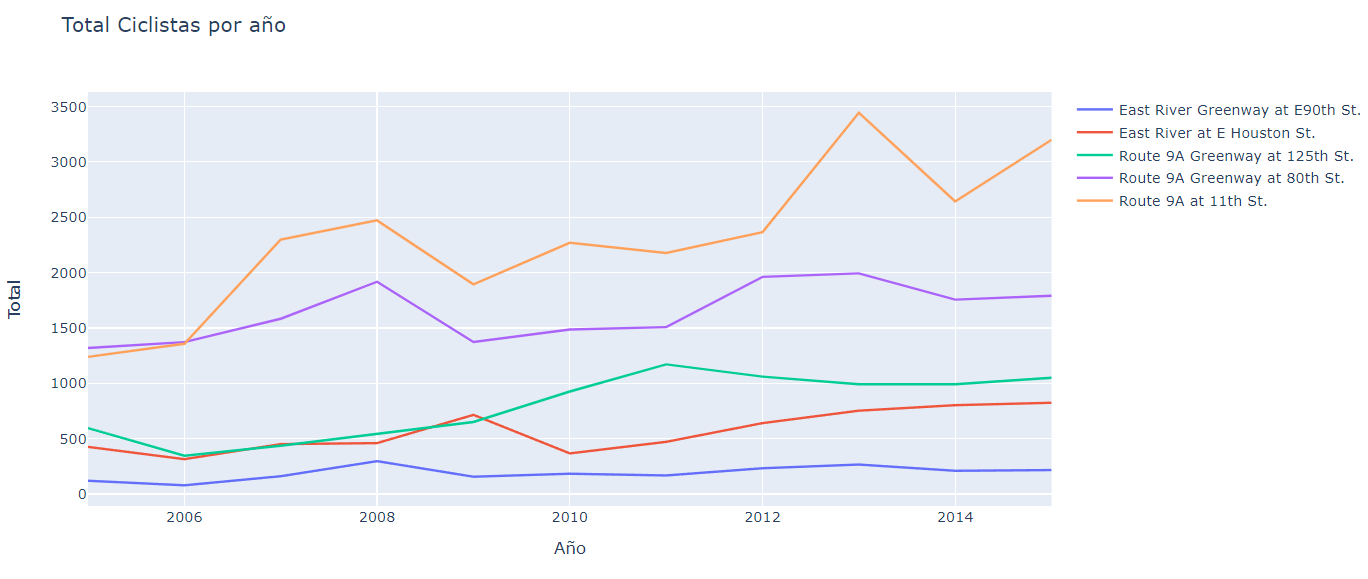 Total Ciclistas por año
Total
3500
3000
2500
2000
1500
1000
500
0
2006 2008 2010 2012 2014
Año
East River Greenway at E90th St.
East River at E Houston St.
Route 9A Greenway at 125th St.
Route 9A Greenway at 80th St.
Route 9A at 11th St.